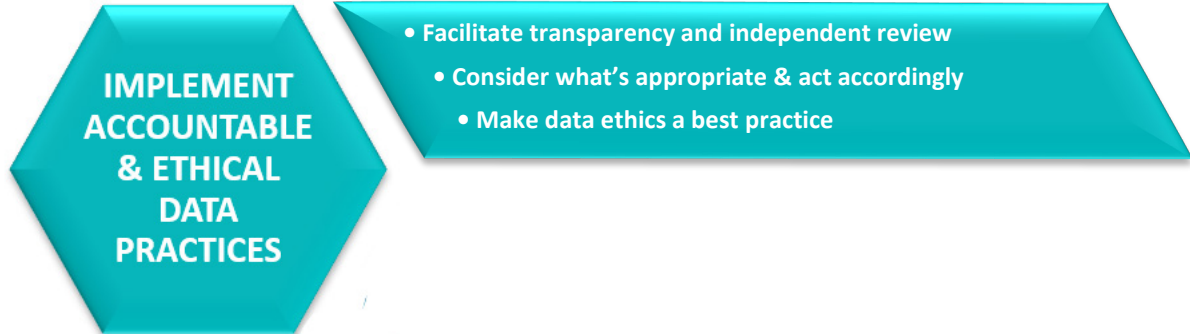 IMPLEMENT
ACCOUNTABLE
& ETHICAL
DATA
PRACTICES
• Facilitate transparency and independent review
• Consider what’s appropriate & act accordingly
• Make data ethics a best practice